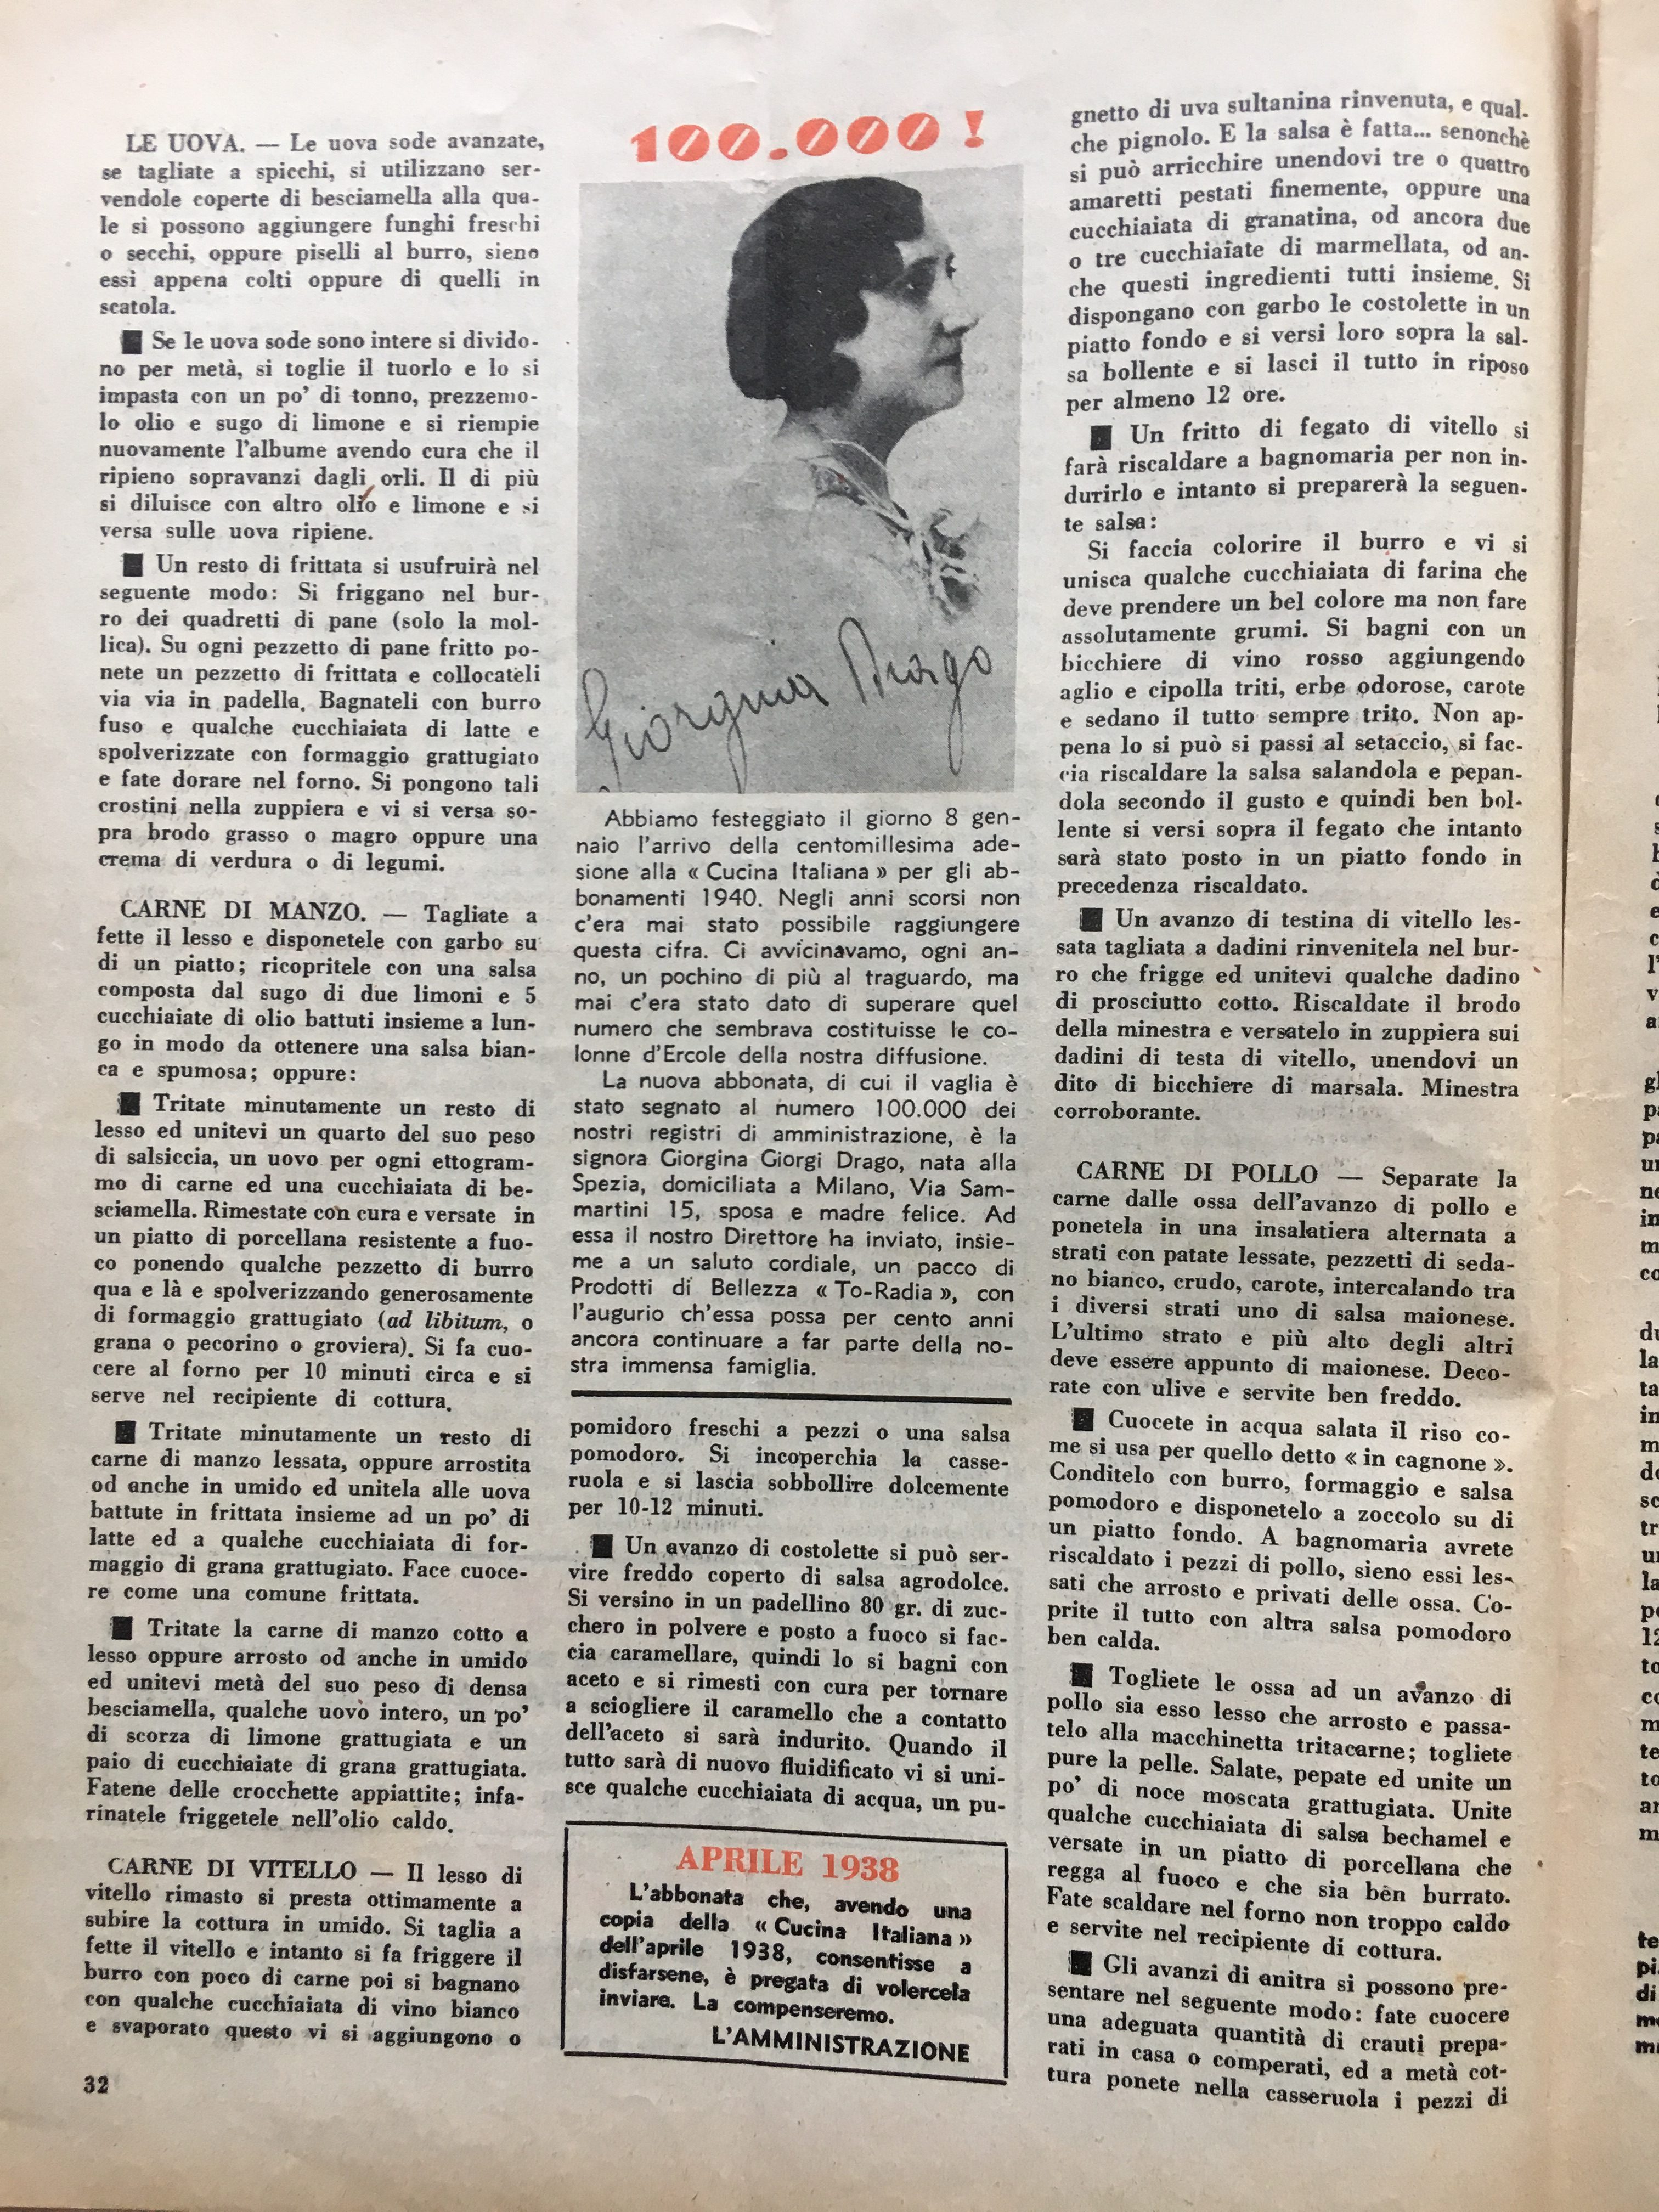 LE UOVA. — Le uova sode avanzate,
se tagliate a spicchi, si utilizzano ser-
vendole coperte di besciamella alla qua-
le si possono aggiungere funghi freschi
o secchi, oppure piselli al burro, sieno
essi appena colti oppure di quelli in
scatola.
■ Se le uova sode sono intere si divido-
no per metà, si toglie il tuorlo e lo si
impasta con un po' di tonno, prezzemo-
lo olio e sugo di limone e si riempie
nuovamente l'albume avendo cura che il
ripieno sopravanzi dagli orli. Il di più
si diluisce con altro olio e limone e si
versa sulle uova ripiene.
■ Un resto di frittata si usufruirà nel
seguente modo: Si friggano nel bur-
ro dei quadretti di pane (solo la mol-
lica). Su ogni pezzetto di pane fritto po-
nete un pezzetto di frittata e collocateli
via via in padella. Bagnateli con burro
fuso e qualche cucchiaiata di latte e
spolverizzate con formaggio grattugiato
e fate dorare nel forno. Si pongono tali
crostini nella zuppiera e vi si versa so-
pra brodo grasso o magro oppure una
crema di verdura o di legumi.
CARNE DI MANZO. — Tagliate a
fette il lesso e disponetele con garbo su
di un piatto; ricopritele con una salsa
composta dal sugo di due limoni e 5
cucchiaiate di olio battuti insieme a lun-
go in modo da ottenere una salsa bian-
ca e spumosa; oppure:
■ Tritate minutamente un resto di
lesso ed unitevi un quarto del suo peso
di salsiccia, un uovo per ogni ettogram-
mo di carne ed una cucchiaiata di be-
sciamella. Rimestate con cura e versate in
un piatto di porcellana resistente a fuo-
co ponendo qualche pezzetto di burro
qua e là e spolverizzando generosamente
di formaggio grattugiato (ad libitum, o
grana o pecorino o groviera). Si fa cuo-
cere al forno per 10 minuti circa e si
serve nel recipiente di cottura.
■ Tritate minutamente un resto di
carne di manzo lessata, oppure arrostita
od anche in umido ed unitela alle uova
battute in frittata insieme ad un po' di
latte ed a qualche cucchiaiata di for-
maggio di grana grattugiato. Face cuoce-
re come una comune frittata.
■ Tritate la carne di manzo cotto a
lesso oppure arrosto od anche in umido
ed unitevi metà del suo peso di densa
besciamella, qualche uovo intero, un po'
di scorza di limone grattugiata e un
paio di cucchiaiate di grana grattugiata.
Fatene delle crocchette appiattite; infa-
rinatele friggetele nell'olio caldo.
CARNE DI VITELLO — Il lesso di
vitello rimasto si presta ottimamente a
subire la cottura in umido. Si taglia a
fette il vitello e intanto si fa friggere il
burro con poco di carne poi si bagnano
con qualche cucchiaiata di vino bianco
e svaporato questo vi si aggiungono o
32
100.000 !
Giorgina Drago
Abbiamo festeggiato il giorno 8 gen-
naio l'arrivo della centomillesima ade-
sione alla « Cucina Italiana » per gli ab-
bonamenti 1940. Negli anni scorsi non
c'era mai stato possibile raggiungere
questa cifra. Ci avvicinavamo, ogni an-
no, un pochino di più al traguardo, ma
mai c'era stato dato di superare quel
numero che sembrava costituisse le co-
lonne d'Ercole della nostra diffusione.
La nuova abbonata, di cui il vaglia è
stato segnato al numero 100.000 dei
nostri registri di amministrazione, è la
signora Giorgina Giorgi Drago, nata alla
Spezia, domiciliata a Milano, Via Sam-
martini 15, sposa e madre felice. Ad
essa il nostro Direttore ha inviato, insie-
me a un saluto cordiale, un pacco di
Prodotti di Bellezza « To-Radia », con
l'augurio ch'essa possa per cento anni
ancora continuare a far parte della no-
stra immensa famiglia.
pomidoro freschi a pezzi o una salsa
pomodoro. Si incoperchia la casse-
ruola e si lascia sobbollire dolcemente
per 10-12 minuti.
■ Un avanzo di costolette si può ser-
vire freddo coperto di salsa agrodolce.
Si versino in un padellino 80 gr. di zuc-
chero in polvere e posto a fuoco si fac-
cia caramellare, quindi lo si bagni con
aceto e si rimesti con cura per tornare
a sciogliere il caramello che a contatto
dell'aceto si sarà indurito. Quando il
tutto sarà di nuovo fluidificato vi si uni-
sce qualche cucchiaiata di acqua, un pu-
APRILE 1938
L'abbonata che, avendo una
copia della « Cucina Italiana »
dell'aprile 1938, consentisse a
disfarsene, è pregata di volercela
inviare. La compenseremo.
L'AMMINISTRAZIONE
gnetto di uva sultanina rinvenuta, e qual-
che pignolo. E la salsa è fatta... senonchè
si può arricchire unendovi tre o quattro
amaretti pestati finemente, oppure una
cucchiaiata di granatina, od ancora due
o tre cucchiaiate di marmellata, od an-
che questi ingredienti tutti insieme. Si
dispongano con garbo le costolette in un
piatto fondo e si versi loro sopra la sal-
sa bollente e si lasci il tutto in riposo
per almeno 12 ore.
■ Un fritto di fegato di vitello si
farà riscaldare a bagnomaria per non in-
durirlo e intanto si preparerà la seguen-
te salsa:
Si faccia colorire il burro e vi si
unisca qualche cucchiaiata di farina che
deve prendere un bel colore ma non fare
assolutamente grumi. Si bagni con un
bicchiere di vino rosso aggiungendo
aglio e cipolla triti, erbe odorose, carote
e sedano il tutto sempre trito. Non ap-
pena lo si può si passi al setaccio, si fac-
cia riscaldare la salsa salandola e pepan-
dola secondo il gusto e quindi ben bol-
lente si versi sopra il fegato che intanto
sarà stato posto in un piatto fondo in
precedenza riscaldato.
■ Un avanzo di testina di vitello les-
sata tagliata a dadini rinvenitela nel bur-
ro che frigge ed unitevi qualche dadino
di prosciutto cotto. Riscaldate il brodo
della minestra e versatelo in zuppiera sui
dadini di testa di vitello, unendovi un
dito di bicchiere di marsala. Minestra
corroborante.
CARNE DI POLLO — Separate la
carne dalle ossa dell'avanzo di pollo e
ponetela in una insalatiera alternata a
strati con patate lessate, pezzetti di seda-
no bianco, crudo, carote, intercalando tra
i diversi strati uno di salsa maionese.
L'ultimo strato e più alto degli altri
deve essere appunto di maionese. Deco-
rate con ulive e servite ben freddo.
■ Cuocete in acqua salata il riso co-
me si usa per quello detto « in cagnone ».
Conditelo con burro, formaggio e salsa
pomodoro e disponetelo a zoccolo su di
un piatto fondo. A bagnomaria avrete
riscaldato i pezzi di pollo, sieno essi les-
sati che arrosto e privati delle ossa. Co-
prite il tutto con altra salsa pomodoro
ben calda.
■ Togliete le ossa ad un avanzo di
pollo sia esso lesso che arrosto e passa-
telo alla macchinetta tritacarne; togliete
pure la pelle. Salate, pepate ed unite un
po' di noce moscata grattugiata. Unite
qualche cucchiaiata di salsa bechamel e
versate in un piatto di porcellana che
regga al fuoco e che sia bên burrato.
Fate scaldare nel forno non troppo caldo
e servite nel recipiente di cottura.
■ Gli avanzi di anitra si possono pre-
sentare nel seguente modo: fate cuocere
una adeguata quantità di crauti prepa-
rati in casa o comperati, ed a metà cot-
tura ponete nella casseruola i pezzi di